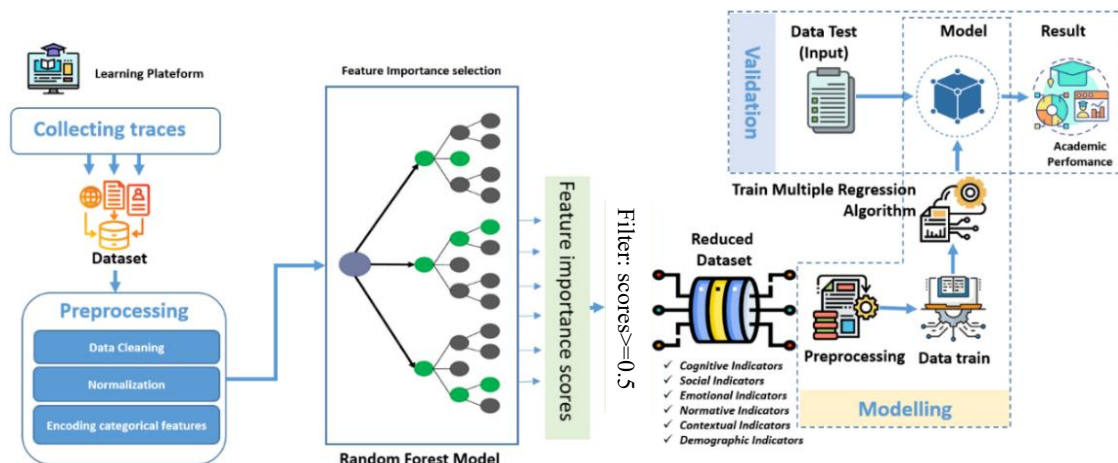 Learning Plateform
Collecting traces
Dataset
Preprocessing
Data Cleaning
Normalization
Encoding categorical features
Feature Importance selection
Random Forest Model
Feature importance scores
Filter: scores>=0.5
Reduced
Dataset
✓ Cognitive Indicators
✓ Social Indicators
✓ Emotional Indicators
✓ Normative Indicators
✓ Contextual Indicators
✓ Demographic Indicators
Validation
Data Test
(Input)
Model
Result
Academic
Perfomance
Train Multiple Regression
Algorithm
Preprocessing
Data train
Modelling